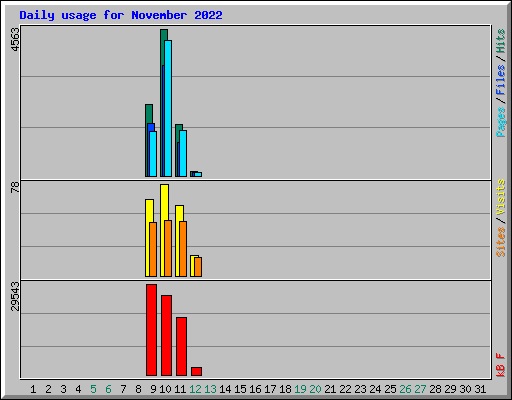 Daily usage for November 2022
4563
78
29543
Pages / Files / Hits
Sites / Visits
kB F
1 2 3 4 5 6 7 8 9 10 11 12 13 14 15 16 17 18 19 20 21 22 23 24 25 26 27 28 29 30 31